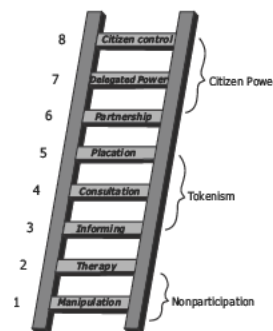 8 Citizen control
7 Delegated Power
Citizen Powe
6 Partnership
5 Placation
4 Consultation
Tokenism
3 Informing
2 Therapy
1 Manipulation
Nonparticipation